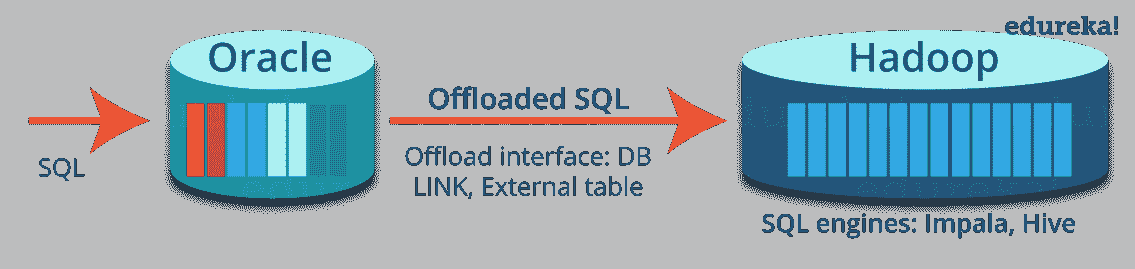 edureka!
Oracle
Hadoop
SQL
Offloaded SQL
Offload interface: DB
LINK, External table
SQL engines: Impala, Hive